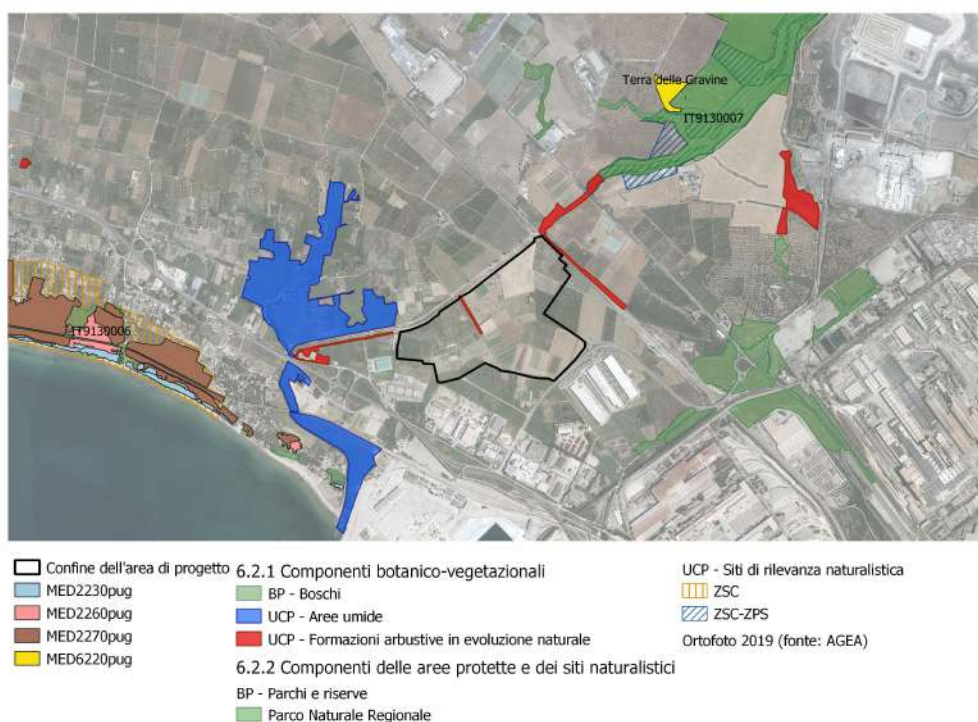 Terra delle Gravine
IT9130007
IT9130006
Confine dell'area di progetto
MED2230pug
MED2260pug
MED2270pug
MED6220pug
6.2.1 Componenti botanico-vegetazionali
BP - Boschi
UCP - Aree umide
UCP - Formazioni arbustive in evoluzione naturale
6.2.2 Componenti delle aree protette e dei siti naturalistici
BP - Parchi e riserve
Parco Naturale Regionale
UCP - Siti di rilevanza naturalistica
ZSC
ZSC-ZPS
Ortofoto 2019 (fonte: AGEA)